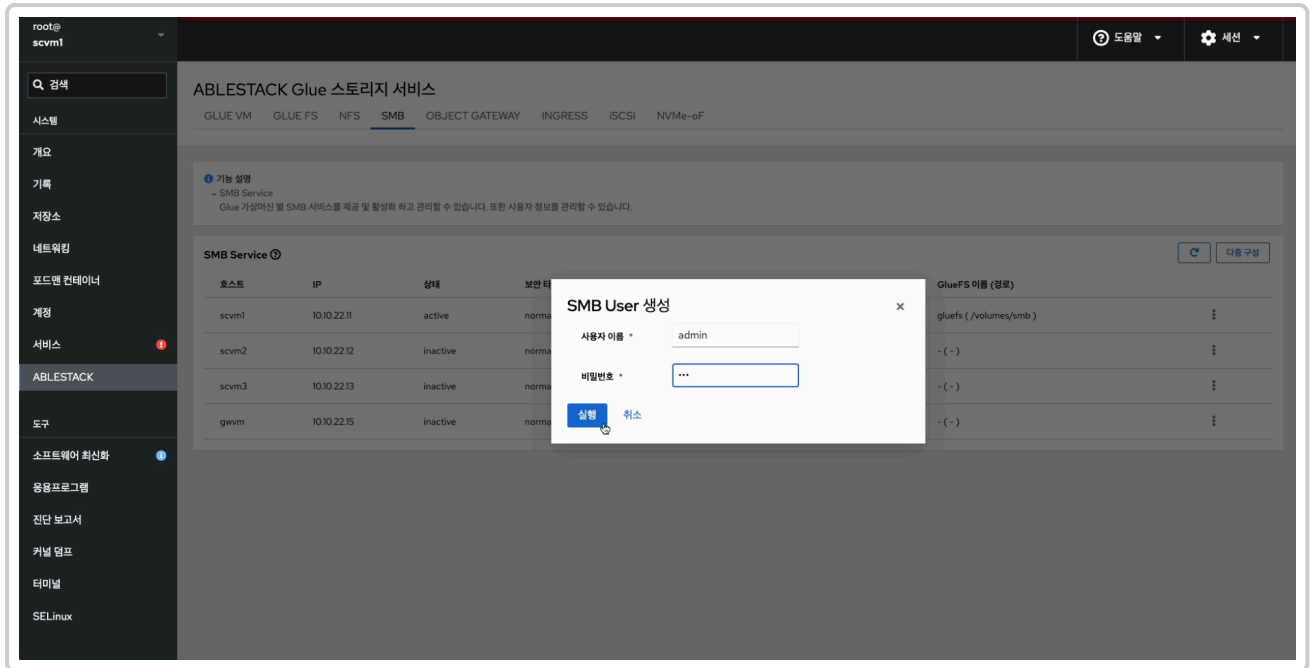 root@
scvm1
도움말
세션
검색
시스템
개요
기록
저장소
네트워킹
포드맨 컨테이너
계정
서비스
ABLESTACK
도구
소프트웨어 최신화
응용프로그램
진단 보고서
커널 덤프
터미널
SELinux
ABLESTACK Glue 스토리지 서비스
GLUE VM GLUE FS NFS SMB OBJECT GATEWAY INGRESS iSCSI NVMe-oF
기능 설명
– SMB Service
Glue 가상머신 별 SMB 서비스를 제공 및 활성화 하고 관리할 수 있습니다. 또한 사용자 정보를 관리할 수 있습니다.
SMB Service
다중 구성
호스트 IP 상태 보안 타 GlueFS 이름 (경로)
scvm1 10.10.22.11 active norma gluefs ( /volumes/smb )
scvm2 10.10.22.12 inactive norma - ( - )
scvm3 10.10.22.13 inactive norma - ( - )
gwvm 10.10.22.15 inactive norma - ( - )
SMB User 생성
사용자 이름 * admin
비밀번호 * •••
실행 취소